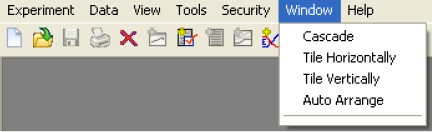 Experiment Data View Tools Security Window Help
Cascade
Tile Horizontally
Tile Vertically
Auto Arrange